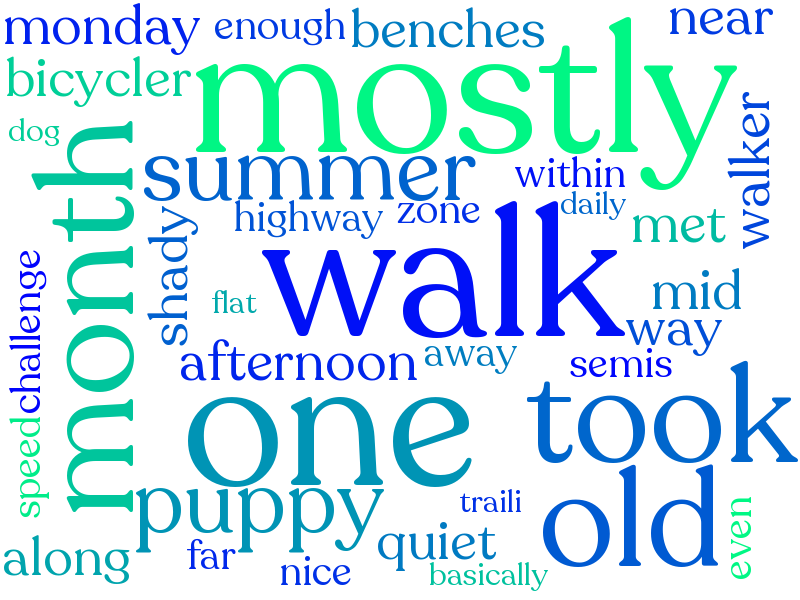 monday enough benches near
bicycler mostly
dog
month summer within walker
highway zone daily met
shady walk
flat mid
challenge way
afternoon away semis
speed one took
puppy old
traili
along far quiet even
nice basically